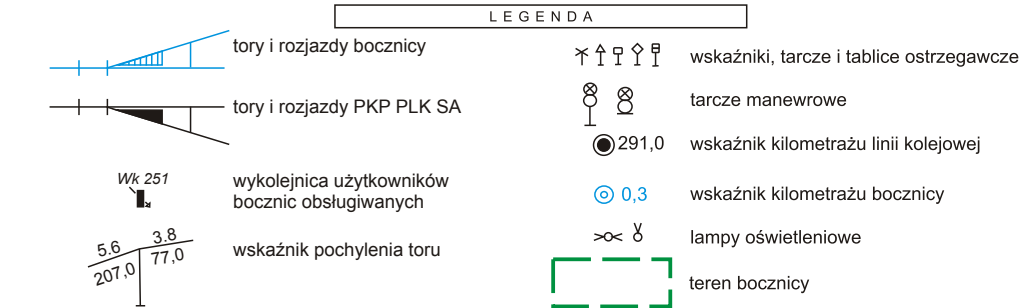 LEGENDA
tory i rozjazdy bocznicy
tory i rozjazdy PKP PLK SA
Wk 251
wykolejnica użytkowników
bocznic obsługiwanych
5.6 3.8
207,0 77,0
wskaźnik pochylenia toru
wskaźniki, tarcze i tablice ostrzegawcze
tarcze manewrowe
291,0 wskaźnik kilometrażu linii kolejowej
0,3 wskaźnik kilometrażu bocznicy
lampy oświetleniowe
teren bocznicy